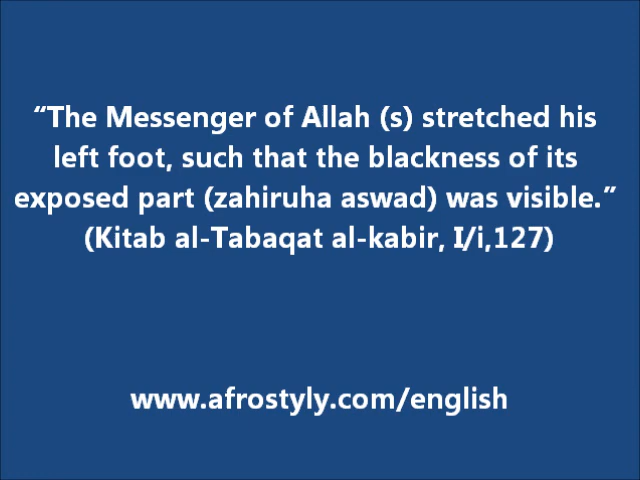 “The Messenger of Allah (s) stretched his
left foot, such that the blackness of its
exposed part (zahiruha aswad) was visible.”
(Kitab al-Tabaqat al-kabir, I/i,127)
www.afrostyly.com/english